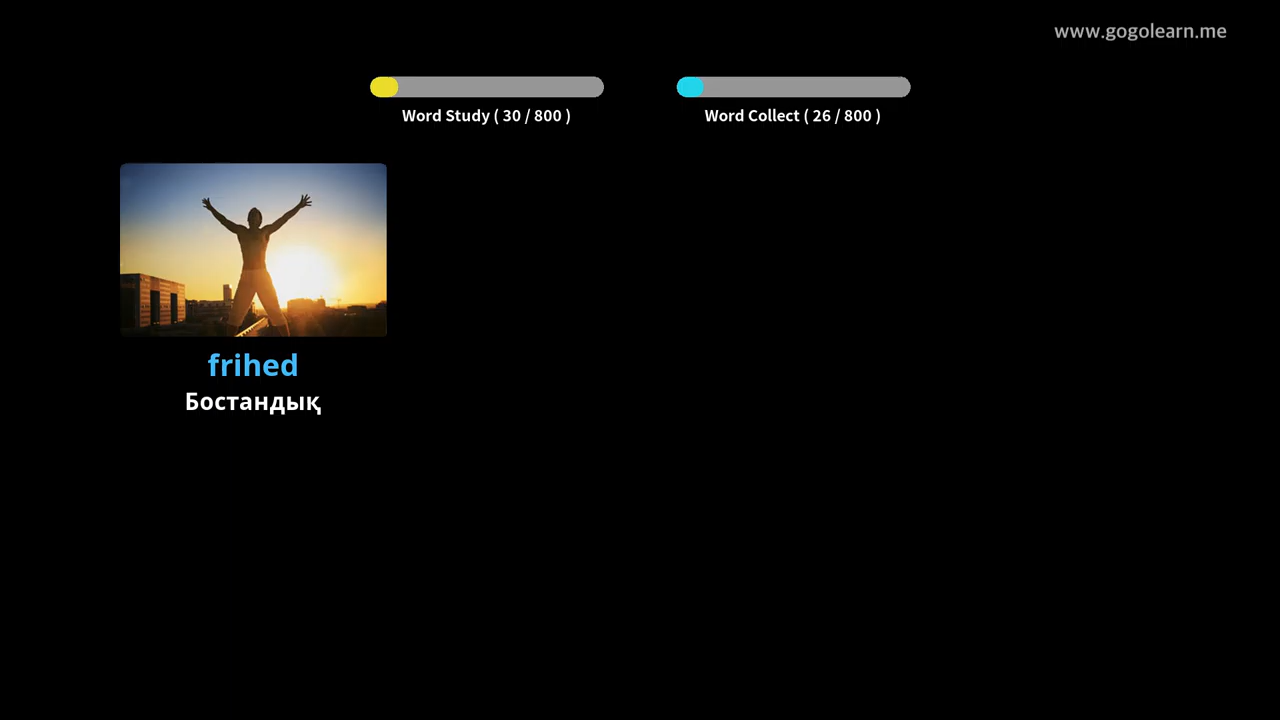 www.gogolearn.me
Word Study ( 30 / 800 )
Word Collect ( 26 / 800 )
frihed
Бостандық